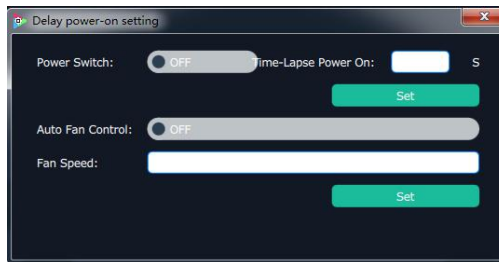 Delay power-on setting
x
Power Switch: OFF Time-Lapse Power On: S
Set
Auto Fan Control: OFF
Fan Speed:
Set